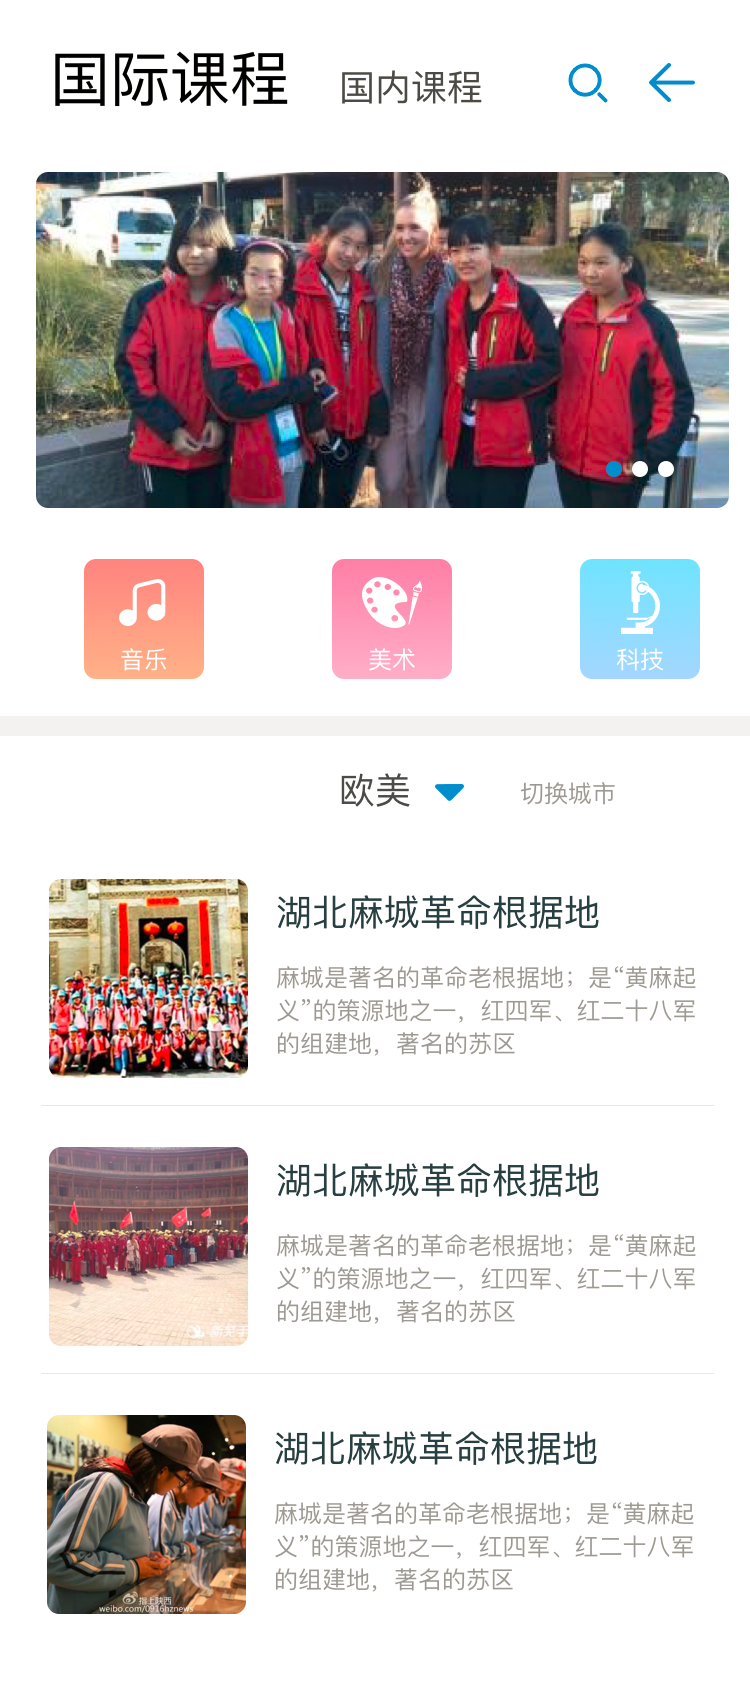 国际课程
国内课程
音乐
美术
科技
欧美
切换城市
湖北麻城革命根据地
麻城是著名的革命老根据地；是“黄麻起
义”的策源地之一，红四军、红二十八军
的组建地，著名的苏区
湖北麻城革命根据地
麻城是著名的革命老根据地；是“黄麻起
义”的策源地之一，红四军、红二十八军
的组建地，著名的苏区
湖北麻城革命根据地
麻城是著名的革命老根据地；是“黄麻起
义”的策源地之一，红四军、红二十八军
的组建地，著名的苏区
指上陕西
weibo.com/0916hznews